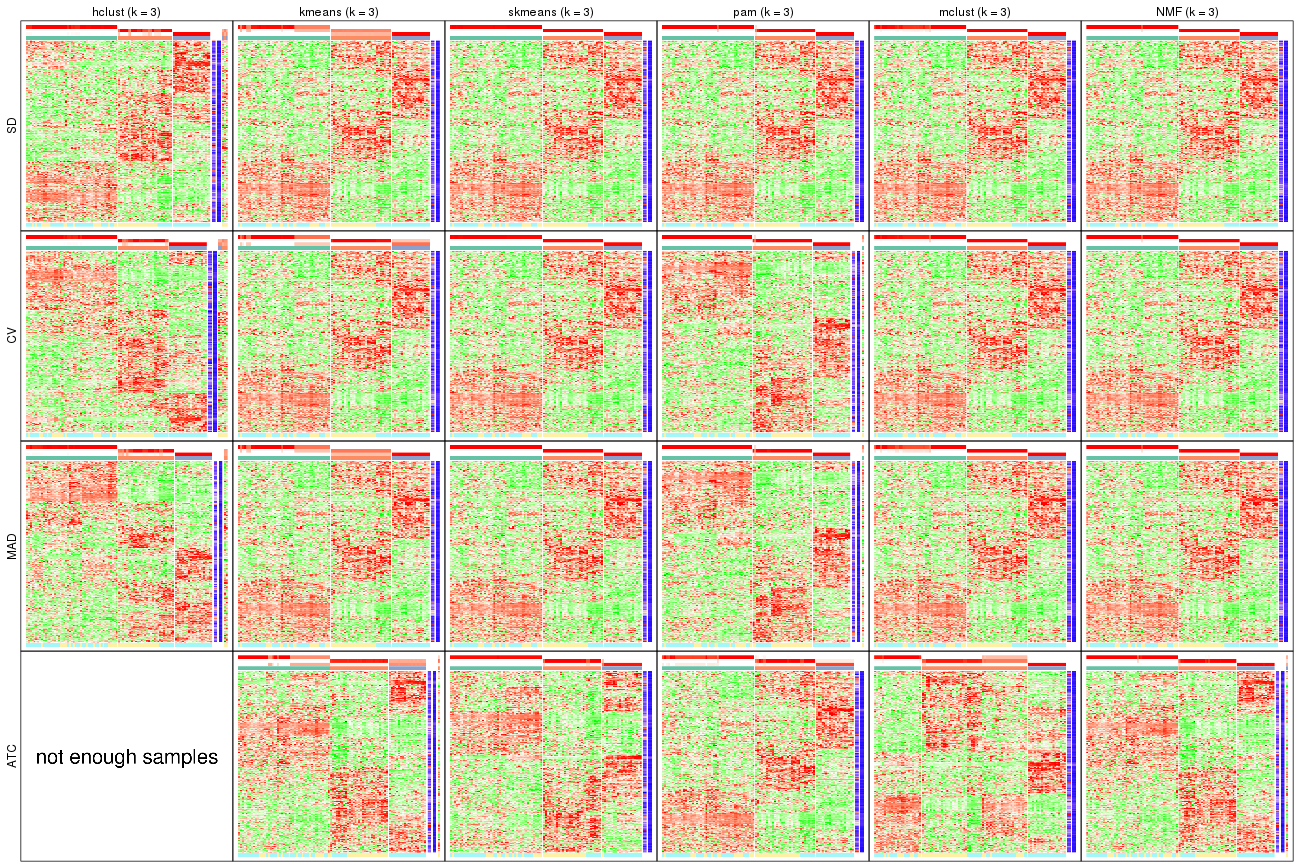 hclust (k = 3) kmeans (k = 3) skmeans (k = 3) pam (k = 3) mclust (k = 3) NMF (k = 3)
SD
CV
MAD
ATC
not enough samples